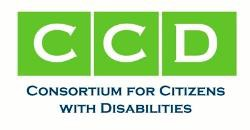 CCD
CONSORTIUM FOR CITIZENS
WITH DISABILITIES